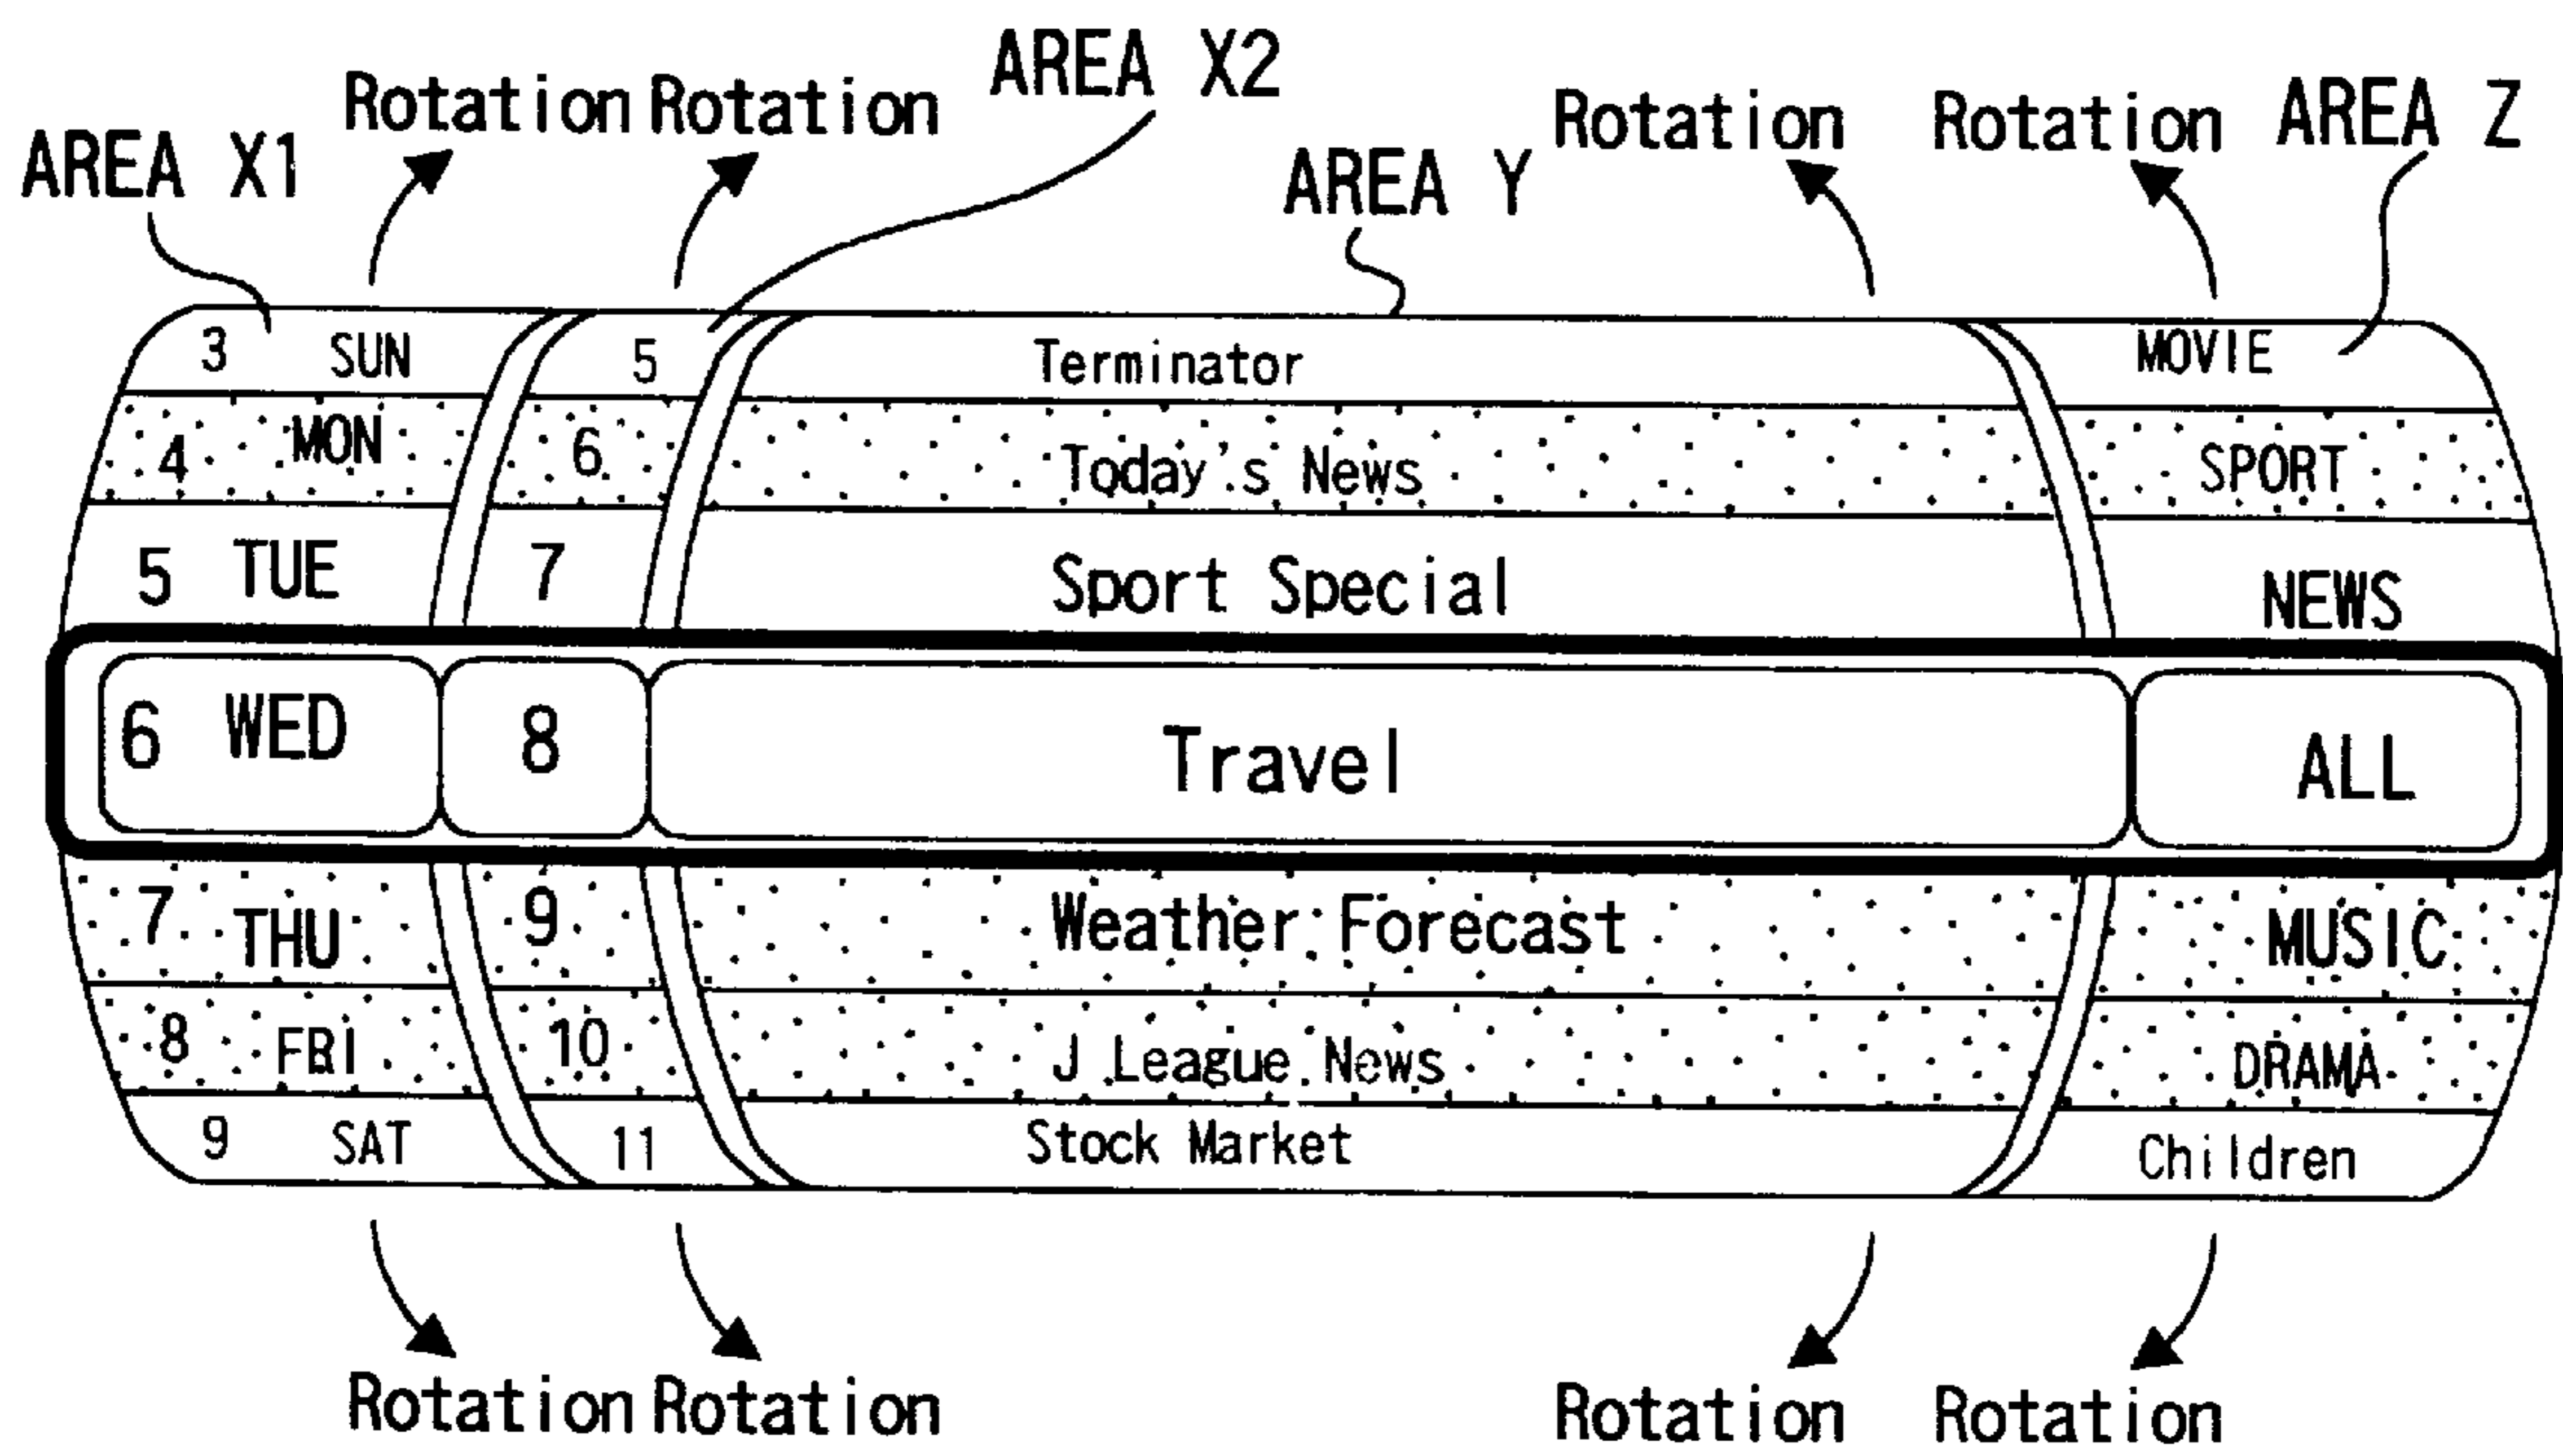 AREA X1 Rotation Rotation AREA X2 AREA Y Rotation Rotation AREA Z
3 SUN 5 Terminator MOVIE
4 MON 6 Today's News SPORT
5 TUE 7 Sport Special NEWS
6 WED 8 Travel ALL
7 THU 9 Weather Forecast MUSIC
8 FRI 10 J League News DRAMA
9 SAT 11 Stock Market Children
Rotation Rotation Rotation Rotation